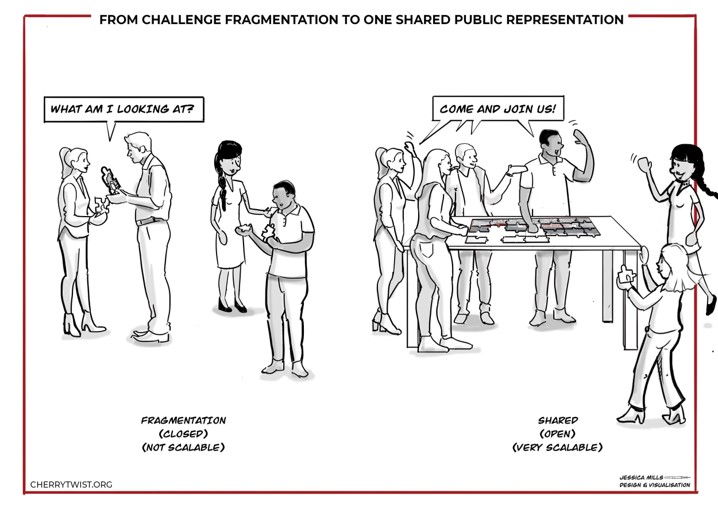 FROM CHALLENGE FRAGMENTATION TO ONE SHARED PUBLIC REPRESENTATION
WHAT AM I LOOKING AT?
COME AND JOIN US!
FRAGMENTATION
(CLOSED)
(NOT SCALABLE)
SHARED
(OPEN)
(VERY SCALABLE)
CHERRYTWIST.ORG
JESSICA MILLS
DESIGN & VISUALISATION